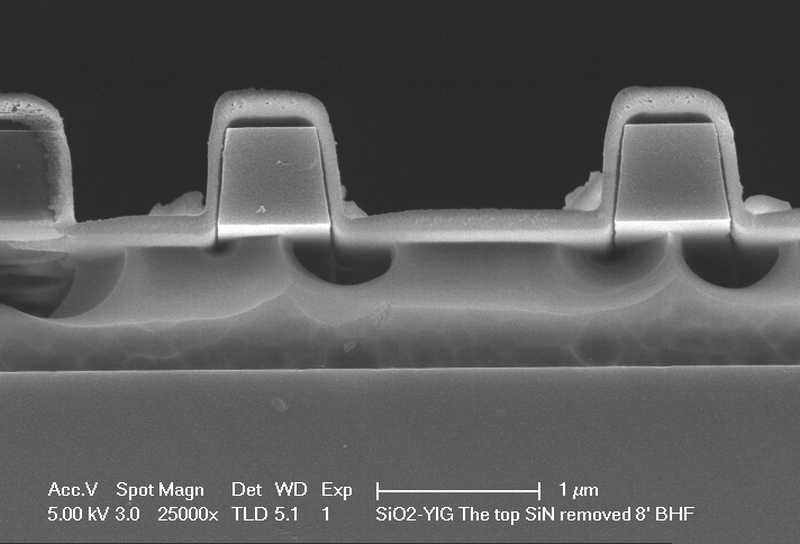 Acc.V Spot Magn Det WD Exp 1 µm
5.00 kV 3.0 25000x TLD 5.1 1 SiO2-YIG The top SiN removed 8' BHF